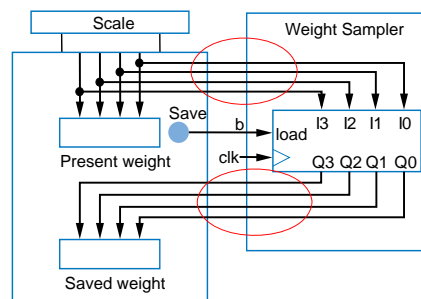 Scale
Weight Sampler
Save
I3 I2 I1 I0
b
load
Present weight
clk
Q3 Q2 Q1 Q0
Saved weight